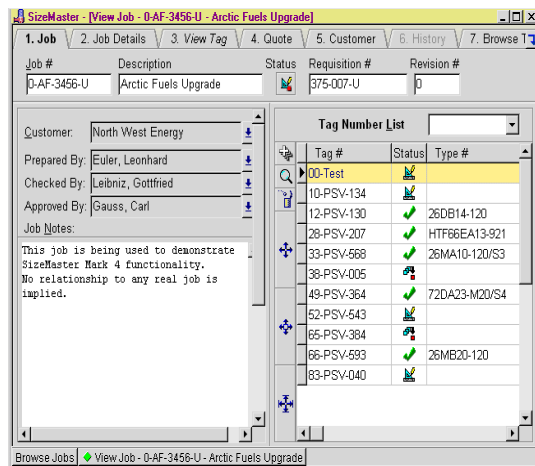 SizeMaster - [View Job - 0-AF-3456-U - Arctic Fuels Upgrade]
1. Job 2. Job Details 3. View Tag 4. Quote 5. Customer 6. History 7. Browse T
Job # Description Status Requisition # Revision #
0-AF-3456-U Arctic Fuels Upgrade 375-007-U 0
Customer: North West Energy
Prepared By: Euler, Leonhard
Checked By: Leibniz, Gottfried
Approved By: Gauss, Carl
Job Notes:
This job is being used to demonstrate
SizeMaster Mark 4 functionality.
No relationship to any real job is
implied.
Tag Number List
Tag # Status Type #
00-Test
10-PSV-134
12-PSV-130 26DB14-120
28-PSV-207 HTF66EA13-921
33-PSV-568 26MA10-120/S3
38-PSV-005
49-PSV-364 72DA23-M20/S4
52-PSV-543
65-PSV-384
66-PSV-593 26MB20-120
83-PSV-040
Browse Jobs View Job - 0-AF-3456-U - Arctic Fuels Upgrade